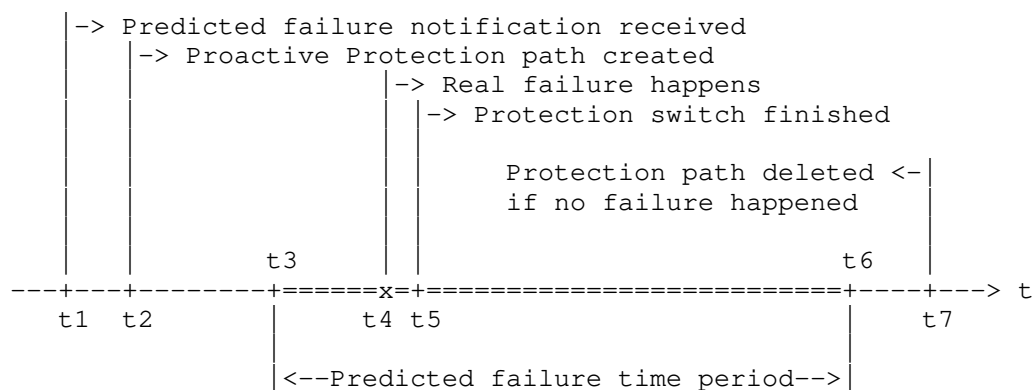 |-> Predicted failure notification received
|-> Proactive Protection path created
|-> Real failure happens
|-> Protection switch finished
Protection path deleted <-|
if no failure happened
t3 t6
---+---+---------+======x=+==========================+----+---> t
t1 t2 t4 t5 t7
|<--Predicted failure time period-->|